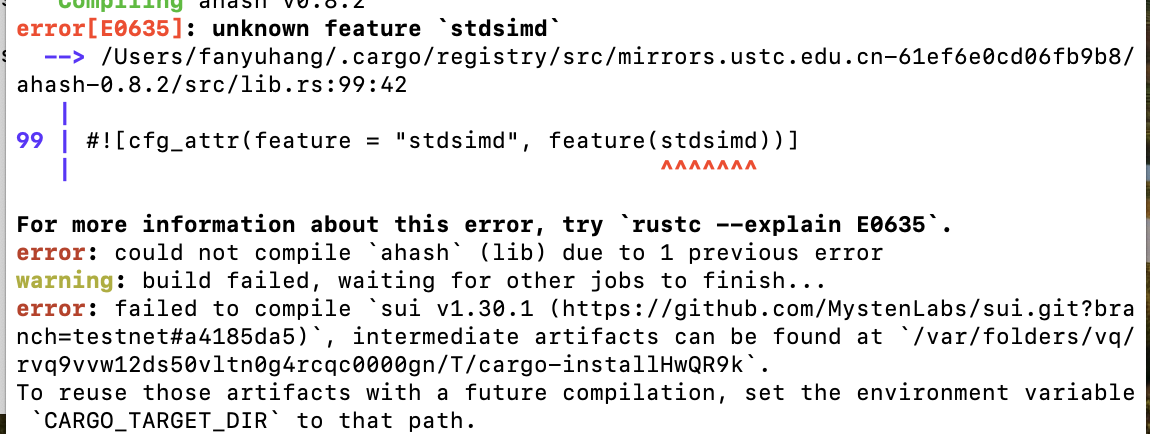 Compiling ahash v0.8.2
error[E0635]: unknown feature `stdsimd`
--> /Users/fanyuhang/.cargo/registry/src/mirrors.ustc.edu.cn-61ef6e0cd06fb9b8/
ahash-0.8.2/src/lib.rs:99:42
|
99 | #![cfg_attr(feature = "stdsimd", feature(stdsimd))]
| ^^^^^^^
For more information about this error, try `rustc --explain E0635`.
error: could not compile `ahash` (lib) due to 1 previous error
warning: build failed, waiting for other jobs to finish...
error: failed to compile `sui v1.30.1 (https://github.com/MystenLabs/sui.git?bra
nch=testnet#a4185da5)`, intermediate artifacts can be found at `/var/folders/vq/
rvq9vvw12ds50vltn0g4rcqc0000gn/T/cargo-installHwQR9k`.
To reuse those artifacts with a future compilation, set the environment variable
`CARGO_TARGET_DIR` to that path.